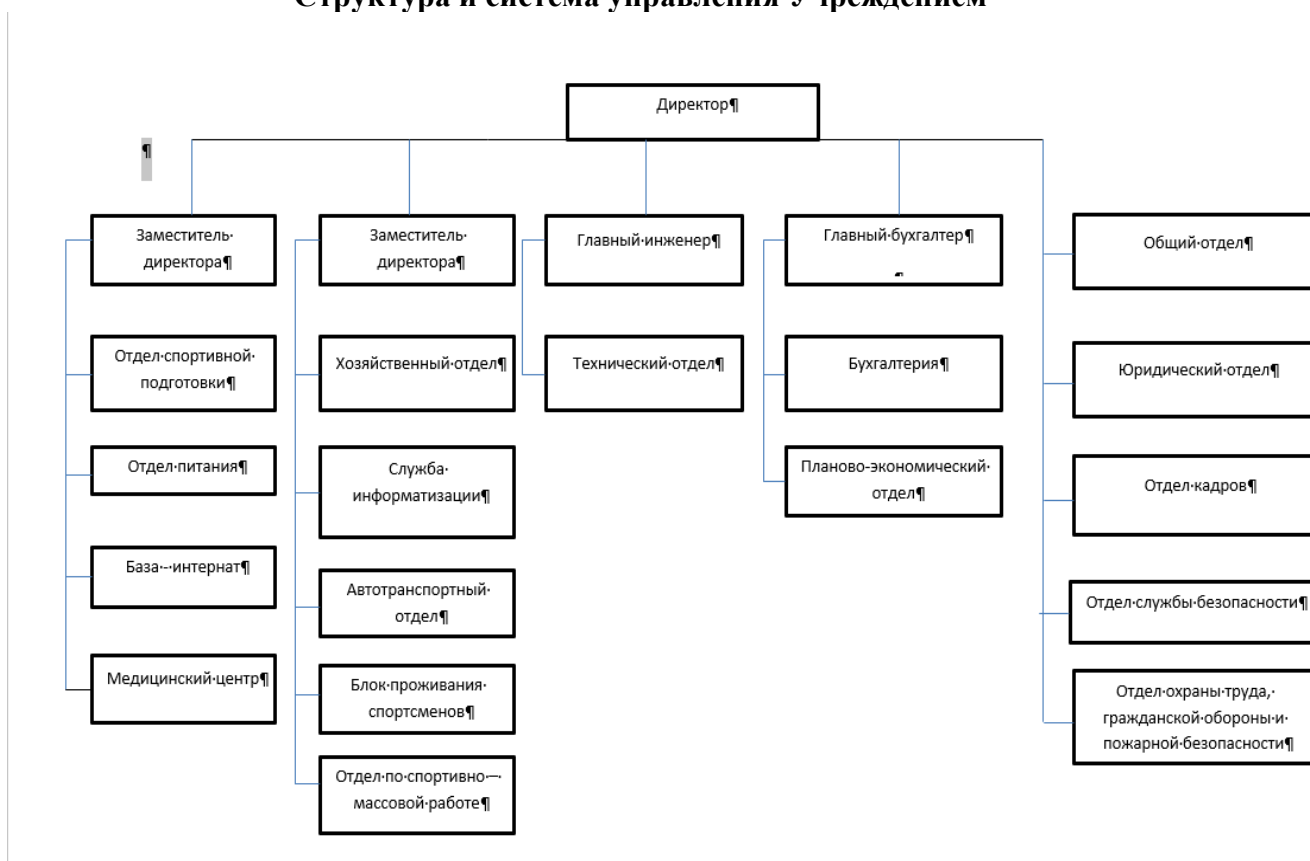 Структура и система управления Учреждением
Директор¶
¶
Заместитель·
директора¶
Заместитель·
директора¶
Главный·инженер¶
Главный·бухгалтер¶
¶
Общий·отдел¶
Отдел·спортивной·
подготовки¶
Хозяйственный·отдел¶
Технический·отдел¶
Бухгалтерия¶
Юридический·отдел¶
Отдел·питания¶
Служба·
информатизации¶
Планово-экономический·
отдел¶
Отдел·кадров¶
База·-·интернат¶
Автотранспортный·
отдел¶
Отдел·службы·безопасности¶
Медицинский·центр¶
Блок·проживания·
спортсменов¶
Отдел·охраны·труда,·
гражданской·обороны·и·
пожарной·безопасности¶
Отдел·по·спортивно·–·
массовой·работе¶